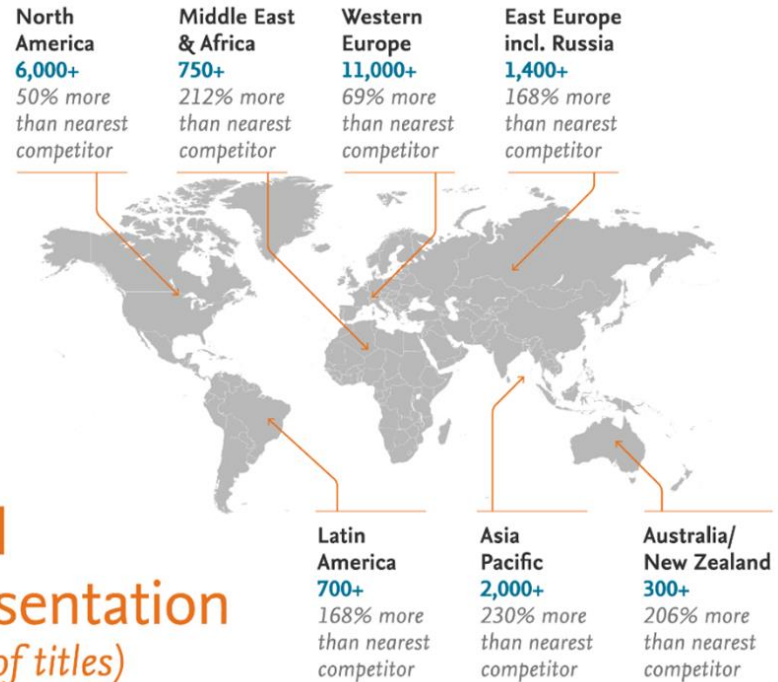 North
America
6,000+
50% more
than nearest
competitor
Middle East
& Africa
750+
212% more
than nearest
competitor
Western
Europe
11,000+
69% more
than nearest
competitor
East Europe
incl. Russia
1,400+
168% more
than nearest
competitor
Latin
America
700+
168% more
than nearest
competitor
Asia
Pacific
2,000+
230% more
than nearest
competitor
Australia/
New Zealand
300+
206% more
than nearest
competitor
sentation
of titles)